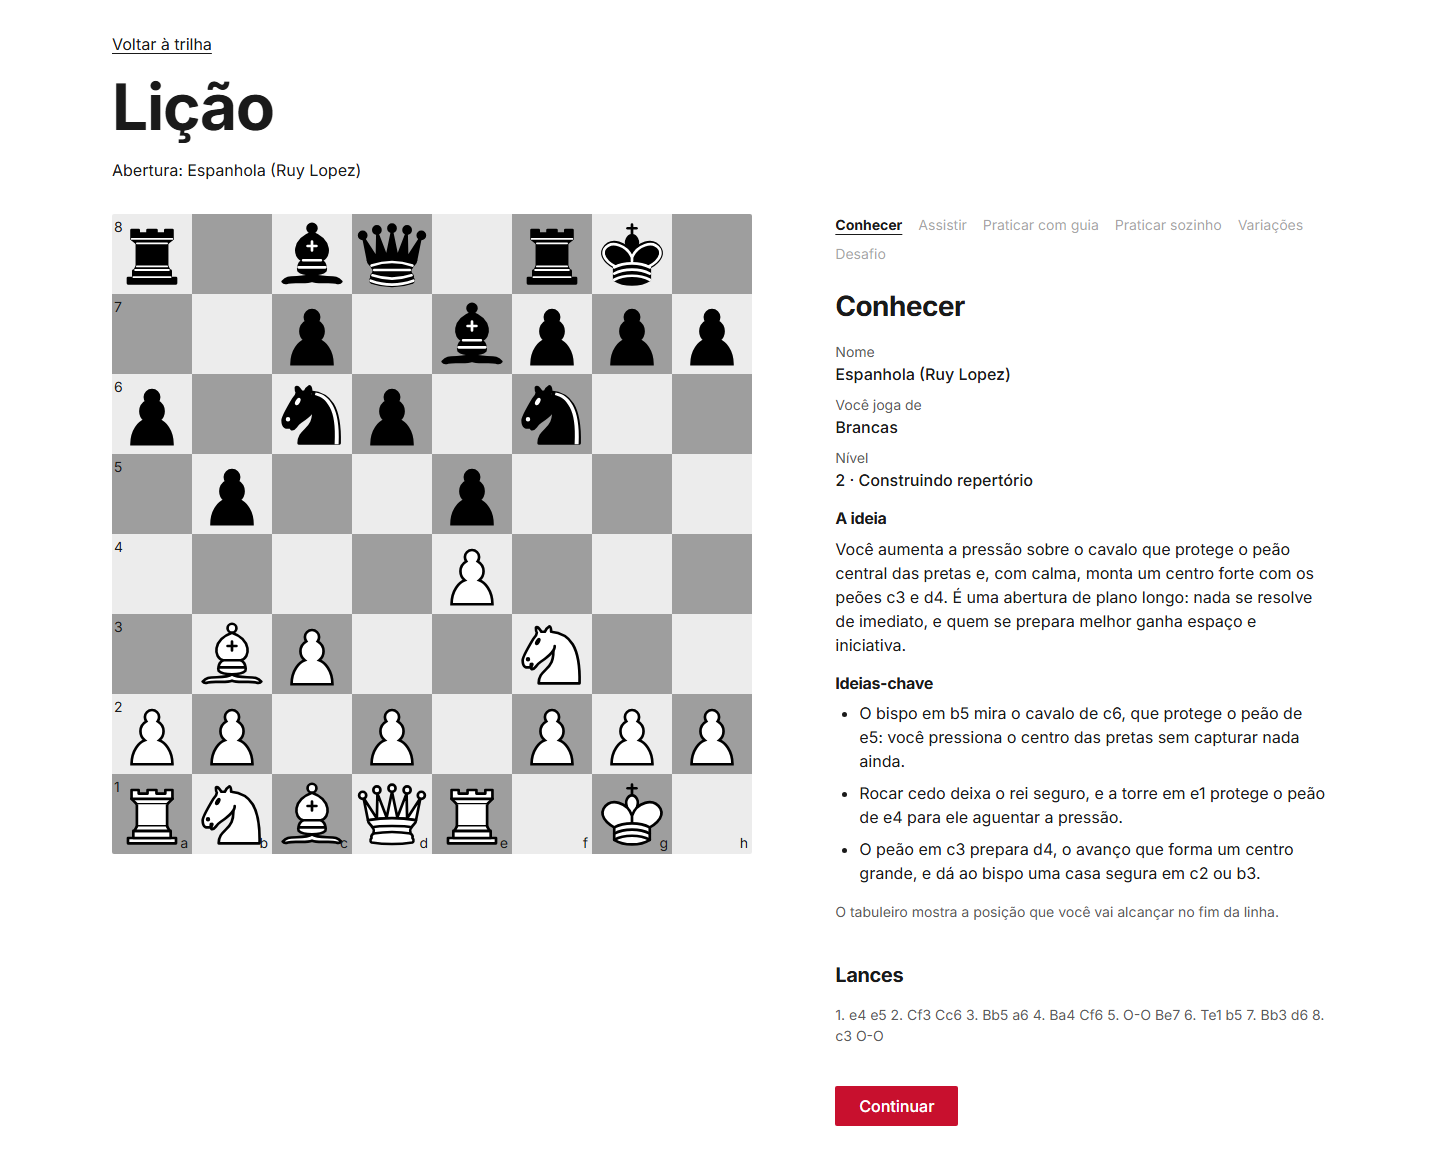 Voltar à trilha
Lição
Abertura: Espanhola (Ruy Lopez)
8
7
6
5
4
3
2
1
a b c d e f g h
Conhecer Assistir Praticar com guia Praticar sozinho Variações
Desafio
Conhecer
Nome
Espanhola (Ruy Lopez)
Você joga de
Brancas
Nível
2 · Construindo repertório
A ideia
Você aumenta a pressão sobre o cavalo que protege o peão
central das pretas e, com calma, monta um centro forte com os
peões c3 e d4. É uma abertura de plano longo: nada se resolve
de imediato, e quem se prepara melhor ganha espaço e
iniciativa.
Ideias-chave
• O bispo em b5 mira o cavalo de c6, que protege o peão de
e5: você pressiona o centro das pretas sem capturar nada
ainda.
• Rocar cedo deixa o rei seguro, e a torre em e1 protege o peão
de e4 para ele aguentar a pressão.
• O peão em c3 prepara d4, o avanço que forma um centro
grande, e dá ao bispo uma casa segura em c2 ou b3.
O tabuleiro mostra a posição que você vai alcançar no fim da linha.
Lances
1. e4 e5 2. Cf3 Cc6 3. Bb5 a6 4. Ba4 Cf6 5. O-O Be7 6. Te1 b5 7. Bb3 d6 8.
c3 O-O
Continuar